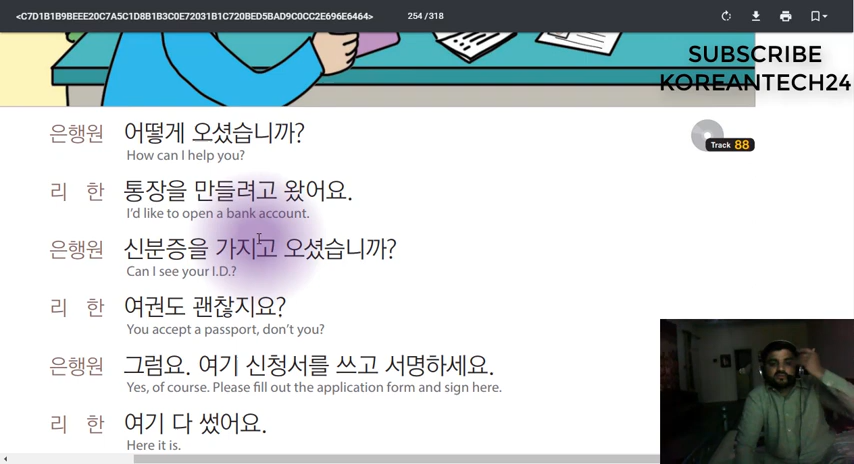 <C7D1B1B9BEEE20C7A5C1D8B1B3C0E72031B1C720BED5BAD9C0CC2E696E6464>
254 / 318
SUBSCRIBE
KOREANTECH24
Track 88
은행원 어떻게 오셨습니까?
How can I help you?
리 한 통장을 만들려고 왔어요.
I'd like to open a bank account.
은행원 신분증을 가지고 오셨습니까?
Can I see your I.D.?
리 한 여권도 괜찮지요?
You accept a passport, don't you?
은행원 그럼요. 여기 신청서를 쓰고 서명하세요.
Yes, of course. Please fill out the application form and sign here.
리 한 여기 다 썼어요.
Here it is.